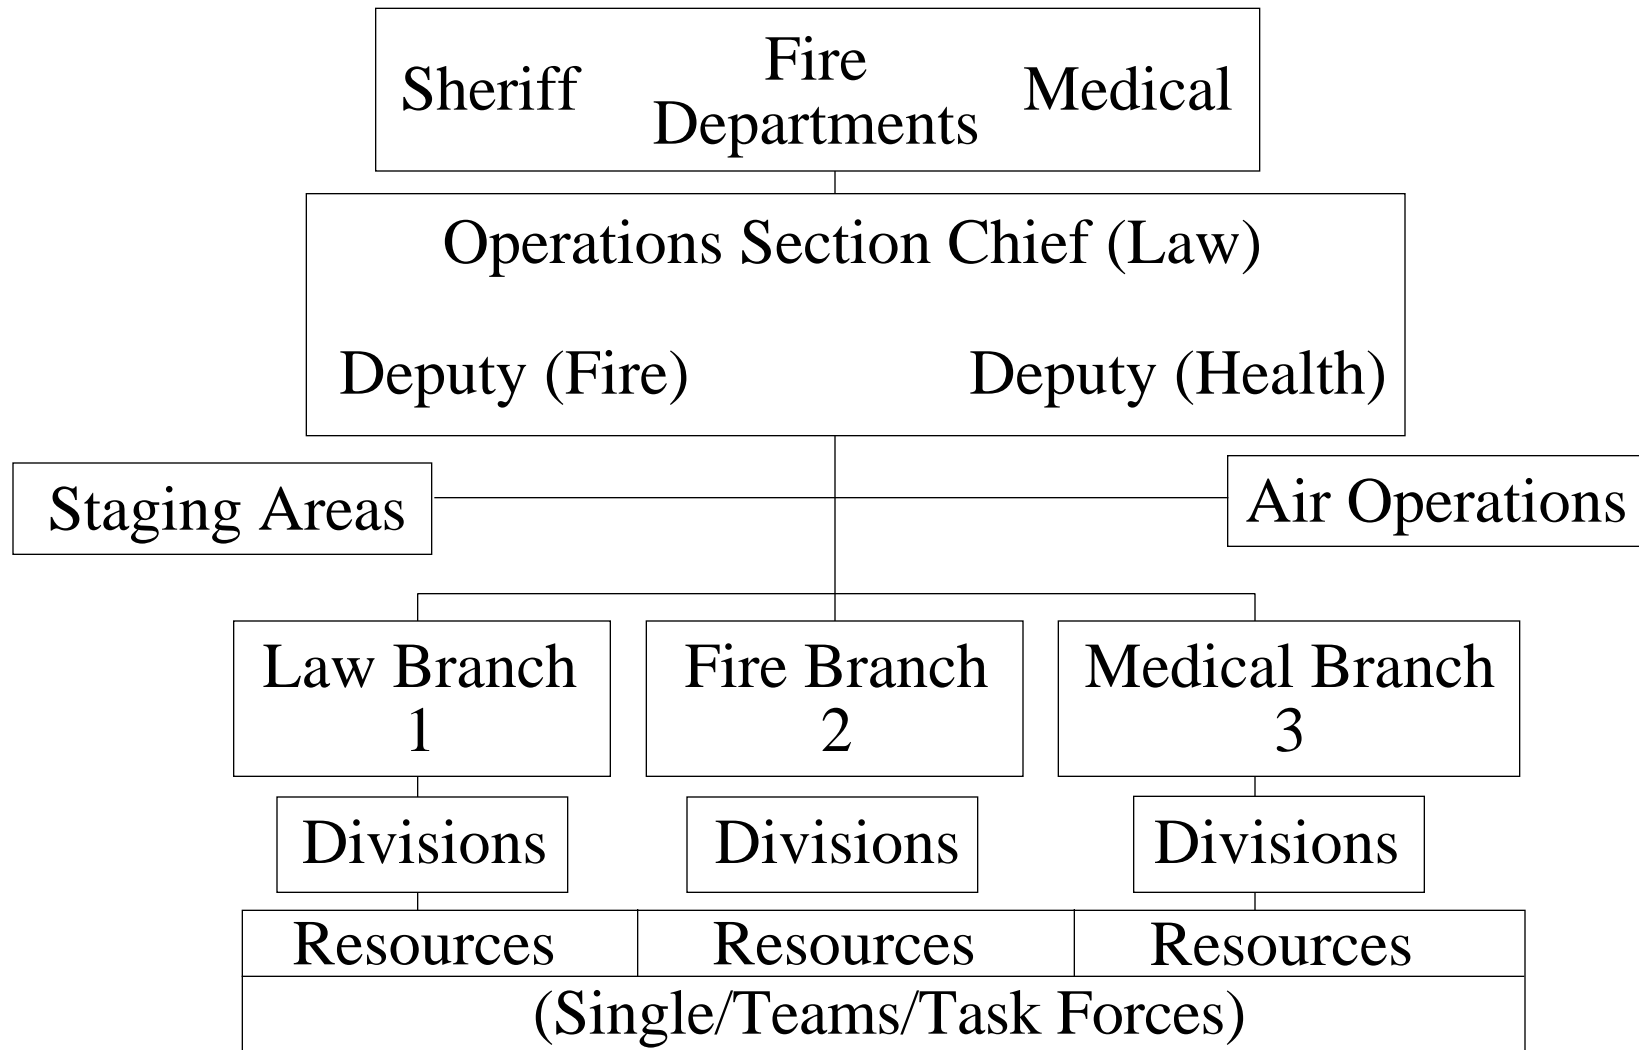 Sheriff
Fire
Departments
Medical
Operations Section Chief (Law)
Deputy (Fire)
Deputy (Health)
Staging Areas
Air Operations
Law Branch
1
Fire Branch
2
Medical Branch
3
Divisions
Divisions
Divisions
Resources
Resources
Resources
(Single/Teams/Task Forces)